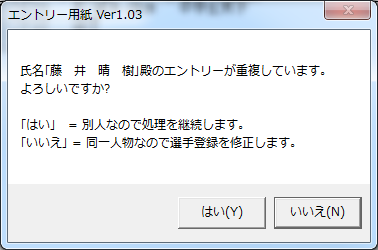 エントリー用紙 Ver1.03
氏名「藤　井　晴　樹」殿のエントリーが重複しています。
よろしいですか?
「はい」　= 別人なので処理を継続します。
「いいえ」= 同一人物なので選手登録を修正します。
はい(Y)　いいえ(N)